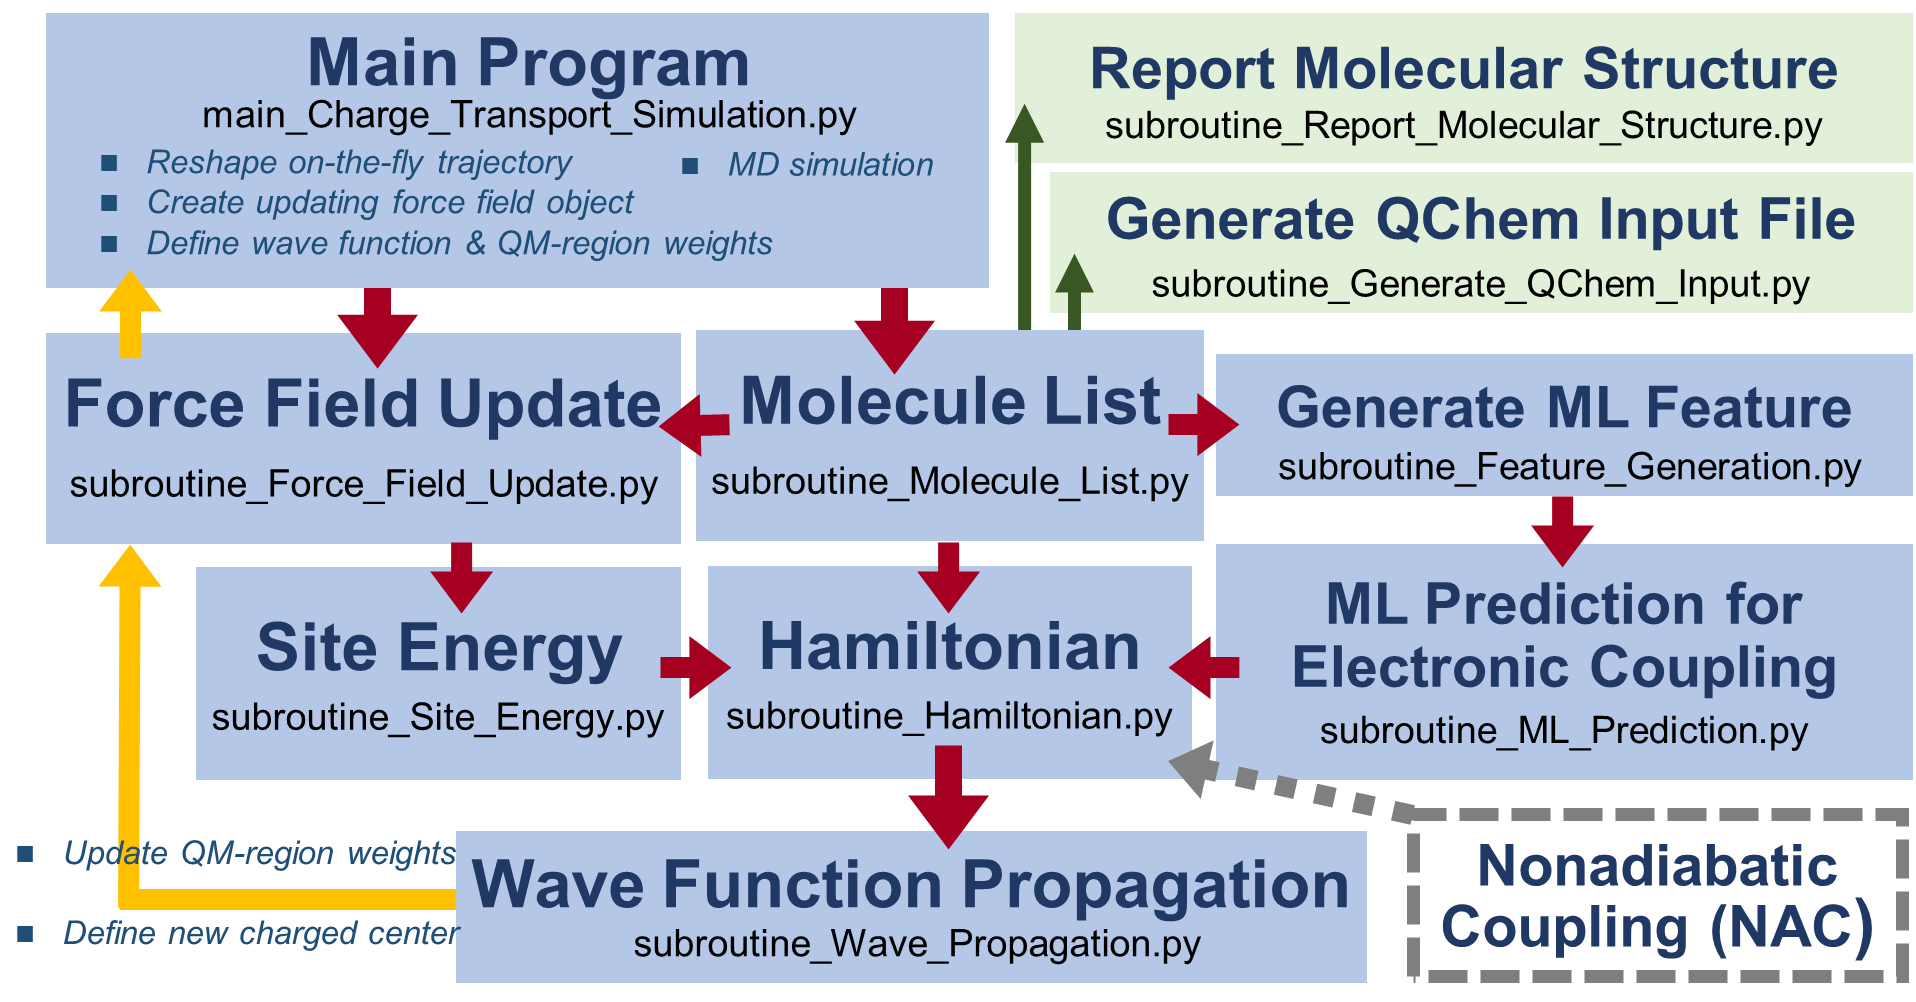 Main Program
main_Charge_Transport_Simulation.py
■ Reshape on-the-fly trajectory
■ MD simulation
■ Create updating force field object
■ Define wave function & QM-region weights
Report Molecular Structure
subroutine_Report_Molecular_Structure.py
Generate QChem Input File
subroutine_Generate_QChem_Input.py
Force Field Update
subroutine_Force_Field_Update.py
Molecule List
subroutine_Molecule_List.py
Generate ML Feature
subroutine_Feature_Generation.py
Site Energy
subroutine_Site_Energy.py
Hamiltonian
subroutine_Hamiltonian.py
ML Prediction for
Electronic Coupling
subroutine_ML_Prediction.py
■ Update QM-region weights
■ Define new charged center
Wave Function Propagation
subroutine_Wave_Propagation.py
Nonadiabatic
Coupling (NAC)